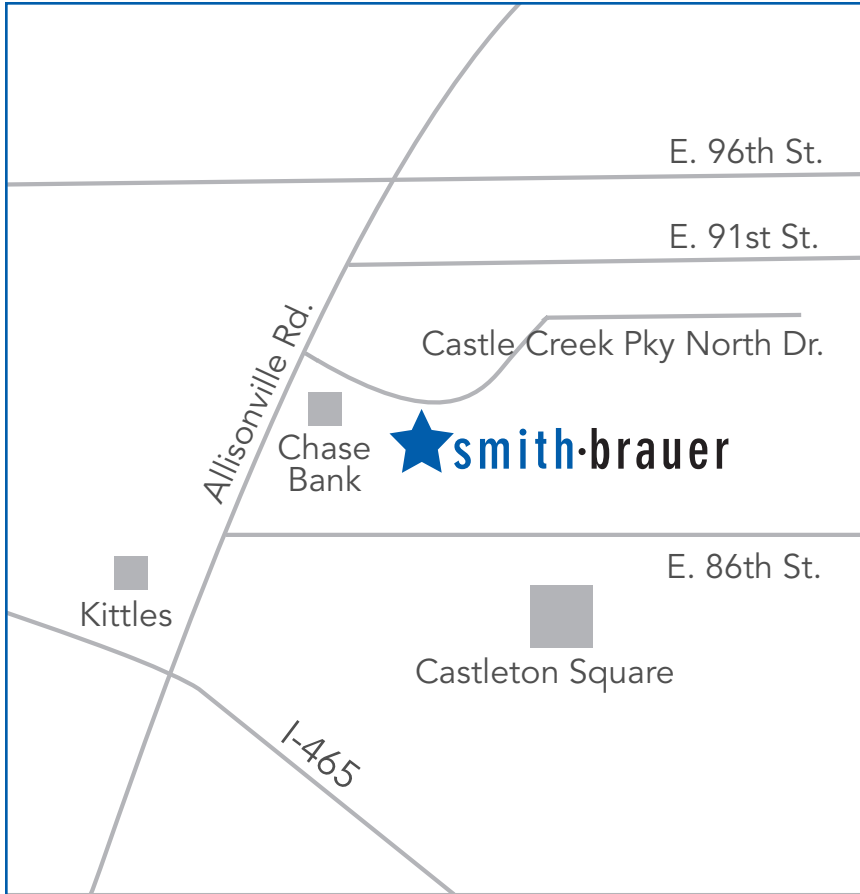 E. 96th St.
E. 91st St.
Castle Creek Pky North Dr.
Allisonville Rd.
smith·brauer
Chase
Bank
E. 86th St.
Kittles
Castleton Square
I-465